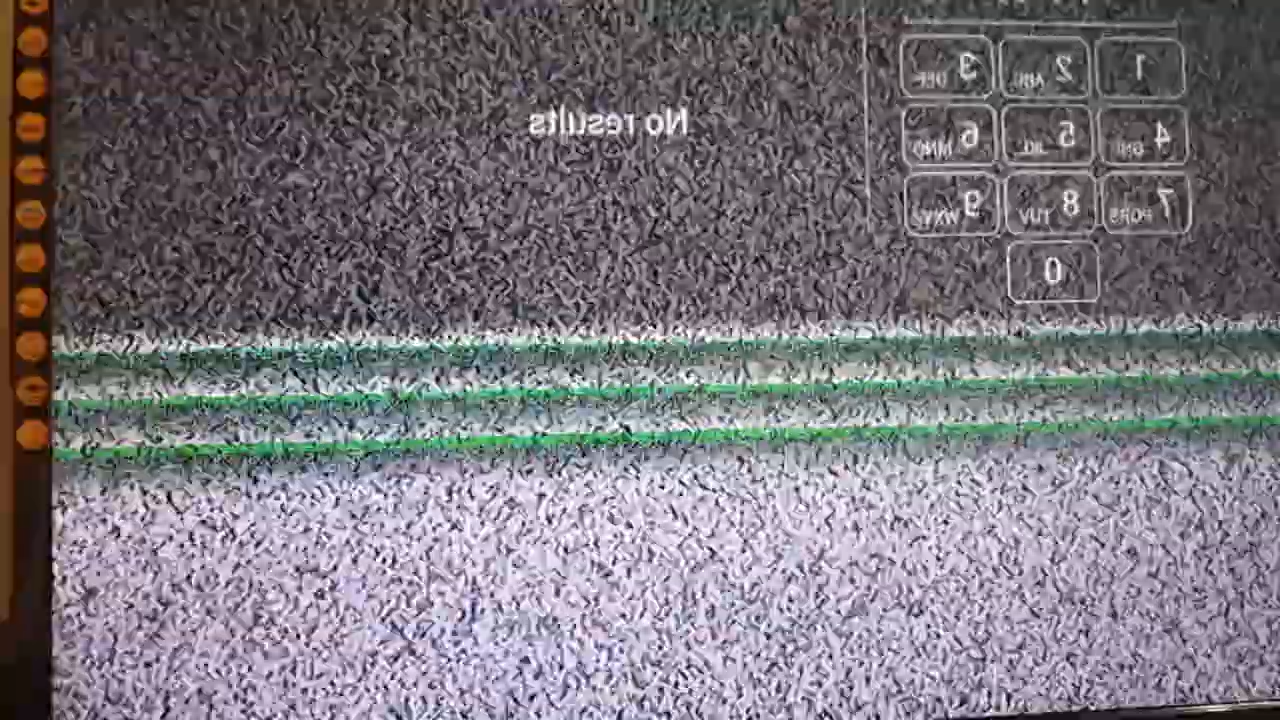 No results
1
2 ABC
3 DEF
4 GHI
5 JKL
6 MNO
7 PQRS
8 TUV
9 WXYZ
0